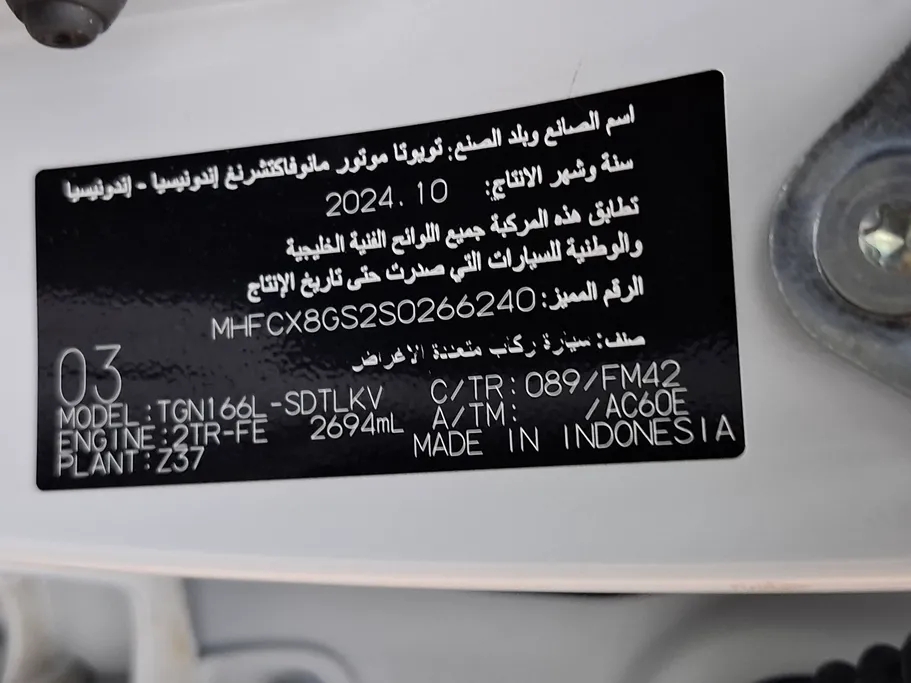 اسم الصانع وبلد الصنع: تويوتا موتور مانوفاكتشرنغ إندونيسيا - إندونيسيا
سنة وشهر الانتاج: 2024.10
تطابق هذه المركبة جميع اللوائح الفنية الخليجية
والوطنية للسيارات التي صدرت حتى تاريخ الإنتاج
الرقم المميز: MHFCX8GS2S0266240
صنف: سيارة ركاب متعددة الاغراض
03
MODEL:TGN166L-SDTLKV C/TR:089/FM42
ENGINE:2TR-FE 2694mL A/TM: /AC60E
PLANT:Z37 MADE IN INDONESIA